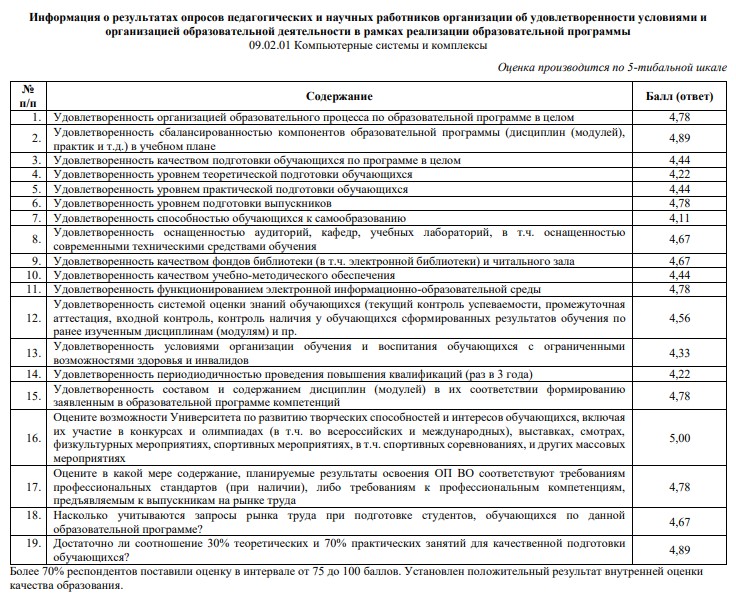 Информация о результатах опросов педагогических и научных работников организации об удовлетворенности условиями и
организацией образовательной деятельности в рамках реализации образовательной программы
09.02.01 Компьютерные системы и комплексы
Оценка производится по 5-тибальной шкале
№
п/п
Содержание
Балл (ответ)
1. Удовлетворенность организацией образовательного процесса по образовательной программе в целом 4,78
2. Удовлетворенность сбалансированностью компонентов образовательной программы (дисциплин (модулей),
практик и т.д.) в учебном плане 4,89
3. Удовлетворенность качеством подготовки обучающихся по программе в целом 4,44
4. Удовлетворенность уровнем теоретической подготовки обучающихся 4,22
5. Удовлетворенность уровнем практической подготовки обучающихся 4,44
6. Удовлетворенность уровнем подготовки выпускников 4,78
7. Удовлетворенность способностью обучающихся к самообразованию 4,11
8. Удовлетворенность оснащенностью аудиторий, кафедр, учебных лабораторий, в т.ч. оснащенностью
современными техническими средствами обучения 4,67
9. Удовлетворенность качеством фондов библиотеки (в т.ч. электронной библиотеки) и читального зала 4,67
10. Удовлетворенность качеством учебно-методического обеспечения 4,44
11. Удовлетворенность функционированием электронной информационно-образовательной среды 4,78
12. Удовлетворенность системой оценки знаний обучающихся (текущий контроль успеваемости, промежуточная
аттестация, входной контроль, контроль наличия у обучающихся сформированных результатов обучения по
ранее изученным дисциплинам (модулям) и пр. 4,56
13. Удовлетворенность условиями организации обучения и воспитания обучающихся с ограниченными
возможностями здоровья и инвалидов 4,33
14. Удовлетворенность периодиодичностью проведения повышения квалификаций (раз в 3 года) 4,22
15. Удовлетворенность составом и содержанием дисциплин (модулей) в их соответствии формированию
заявленным в образовательной программе компетенций 4,78
16. Оцените возможности Университета по развитию творческих способностей и интересов обучающихся, включая
их участие в конкурсах и олимпиадах (в т.ч. во всероссийских и международных), выставках, смотрах,
физкультурных мероприятиях, спортивных мероприятиях, в т.ч. спортивных соревнованиях, и других массовых
мероприятиях 5,00
17. Оцените в какой мере содержание, планируемые результаты освоения ОП ВО соответствуют требованиям
профессиональных стандартов (при наличии), либо требованиям к профессиональным компетенциям,
предъявляемым к выпускникам на рынке труда 4,78
18. Насколько учитываются запросы рынка труда при подготовке студентов, обучающихся по данной
образовательной программе? 4,67
19. Достаточно ли соотношение 30% теоретических и 70% практических занятий для качественной подготовки
обучающихся? 4,89
Более 70% респондентов поставили оценку в интервале от 75 до 100 баллов. Установлен положительный результат внутренней оценки
качества образования.